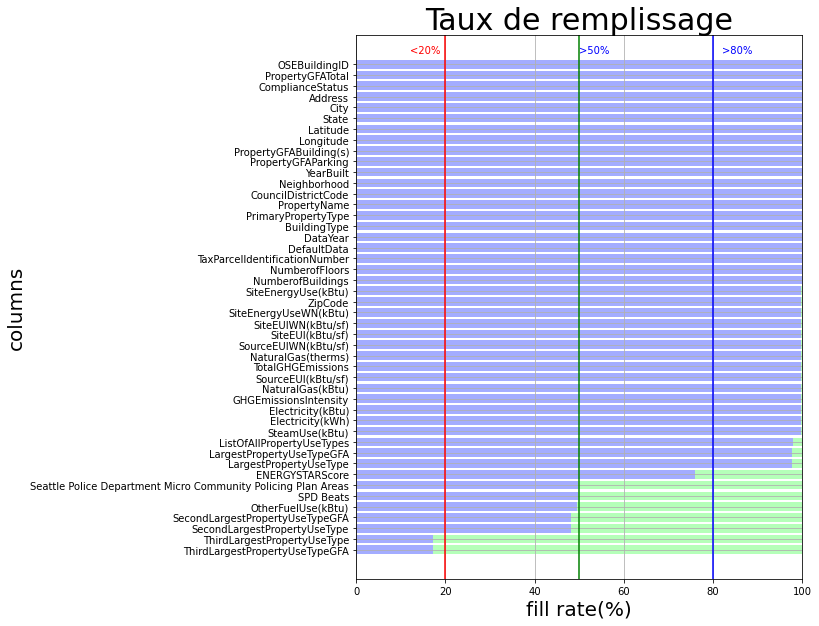 Taux de remplissage
<20%
>50%
>80%
OSEBuildingID
PropertyGFATotal
ComplianceStatus
Address
City
State
Latitude
Longitude
PropertyGFABuilding(s)
PropertyGFAParking
YearBuilt
Neighborhood
CouncilDistrictCode
PropertyName
PrimaryPropertyType
BuildingType
DataYear
DefaultData
TaxParcelIdentificationNumber
NumberofFloors
NumberofBuildings
SiteEnergyUse(kBtu)
ZipCode
SiteEnergyUseWN(kBtu)
SiteEUIWN(kBtu/sf)
SiteEUI(kBtu/sf)
SourceEUIWN(kBtu/sf)
NaturalGas(therms)
TotalGHGEmissions
SourceEUI(kBtu/sf)
NaturalGas(kBtu)
GHGEmissionsIntensity
Electricity(kBtu)
Electricity(kWh)
SteamUse(kBtu)
ListOfAllPropertyUseTypes
LargestPropertyUseTypeGFA
LargestPropertyUseType
ENERGYSTARScore
Seattle Police Department Micro Community Policing Plan Areas
SPD Beats
OtherFuelUse(kBtu)
SecondLargestPropertyUseTypeGFA
SecondLargestPropertyUseType
ThirdLargestPropertyUseType
ThirdLargestPropertyUseTypeGFA
columns
0 20 40 60 80 100
fill rate(%)